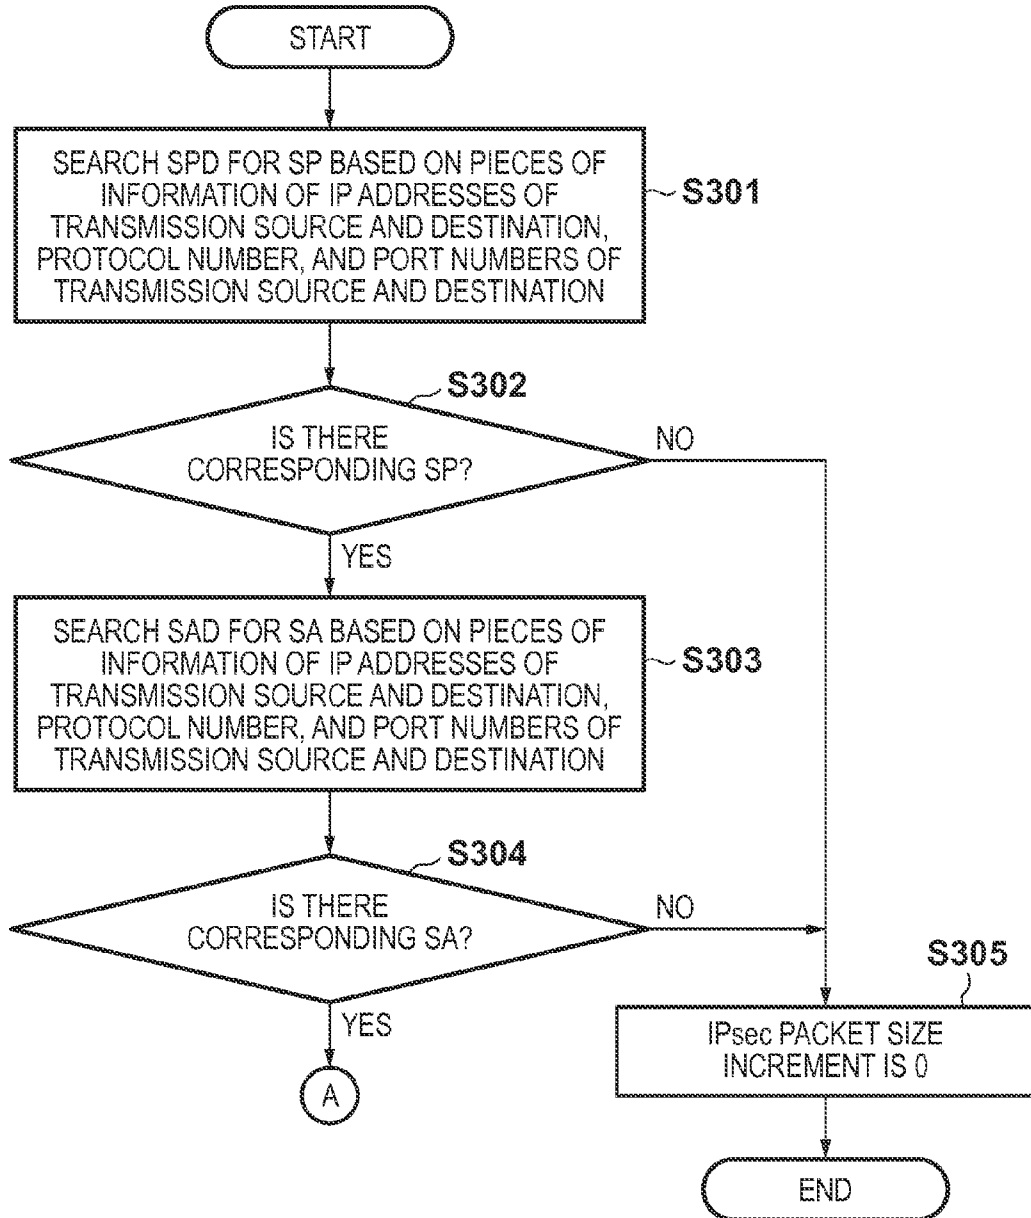 START
SEARCH SPD FOR SP BASED ON PIECES OF
INFORMATION OF IP ADDRESSES OF
TRANSMISSION SOURCE AND DESTINATION,
PROTOCOL NUMBER, AND PORT NUMBERS OF
TRANSMISSION SOURCE AND DESTINATION
S301
S302
IS THERE
CORRESPONDING SP?
NO
YES
SEARCH SAD FOR SA BASED ON PIECES OF
INFORMATION OF IP ADDRESSES OF
TRANSMISSION SOURCE AND DESTINATION,
PROTOCOL NUMBER, AND PORT NUMBERS OF
TRANSMISSION SOURCE AND DESTINATION
S303
S304
IS THERE
CORRESPONDING SA?
NO
YES
A
S305
IPsec PACKET SIZE
INCREMENT IS 0
END